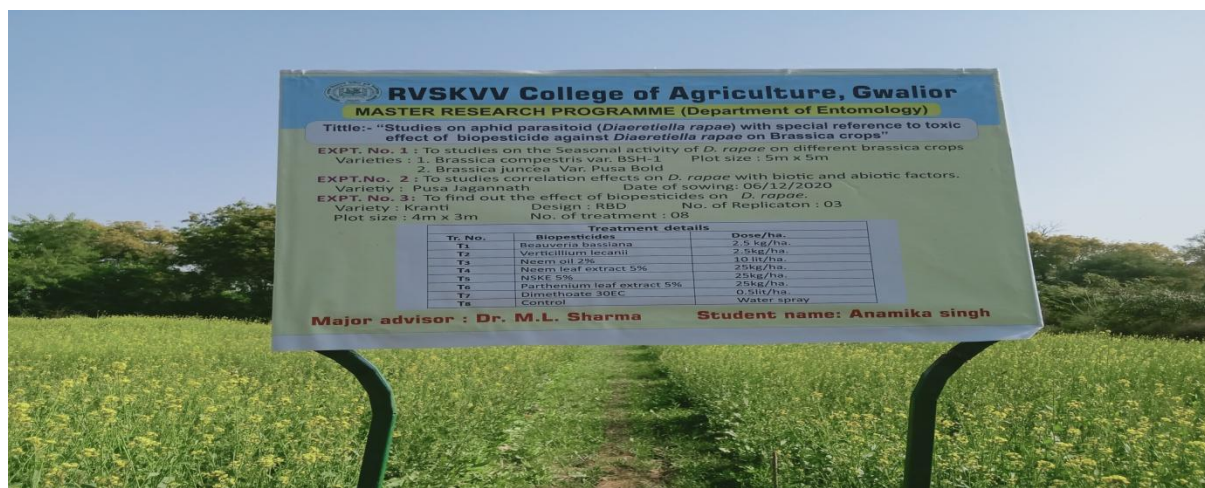 RVSKVV College of Agriculture, Gwalior
MASTER RESEARCH PROGRAMME (Department of Entomology)
Tittle:- "Studies on aphid parasitoid (Diaeretiella rapae) with special reference to toxic
effect of biopesticide against Diaeretiella rapae on Brassica crops"
EXPT. No. 1 : To studies on the Seasonal activity of D. rapae on different brassica crops
Varieties : 1. Brassica compestris var. BSH-1 Plot size : 5m x 5m
2. Brassica juncea Var. Pusa Bold
EXPT.No. 2 : To studies correlation effects on D. rapae with biotic and abiotic factors.
Varietiy : Pusa Jagannath Date of sowing: 06/12/2020
EXPT. No. 3: To find out the effect of biopesticides on D. rapae.
Variety : Kranti Design : RBD No. of Replicaton : 03
Plot size : 4m x 3m No. of treatment : 08
Treatment details
Tr. No. Biopesticides Dose/ha.
T1 Beauveria bassiana 2.5 kg/ha.
T2 Verticillium lecanii 2.5kg/ha.
T3 Neem oil 2% 10 lit/ha.
T4 Neem leaf extract 5% 25kg/ha.
T5 NSKE 5% 25kg/ha.
T6 Parthenium leaf extract 5% 25kg/ha.
T7 Dimethoate 30EC 0.5lit/ha.
T8 Control Water spray
Major advisor : Dr. M.L. Sharma Student name: Anamika singh